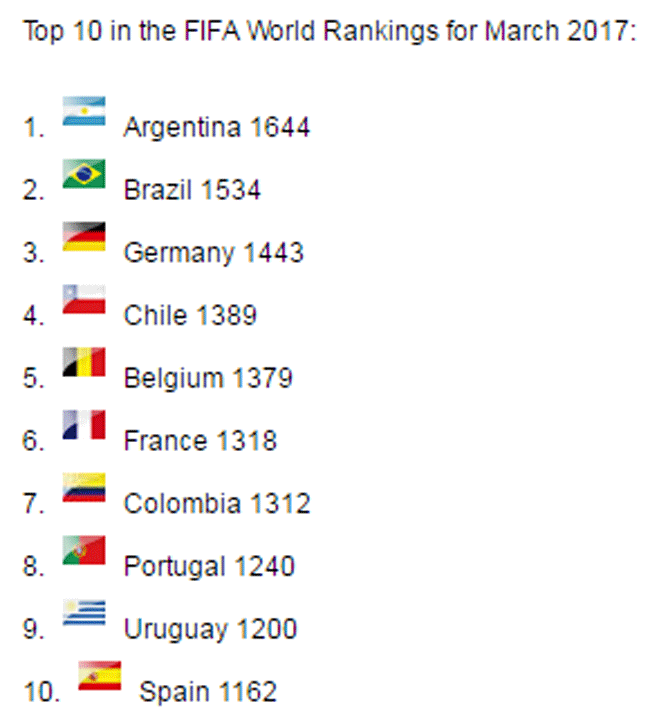 Top 10 in the FIFA World Rankings for March 2017:
1. Argentina 1644
2. Brazil 1534
3. Germany 1443
4. Chile 1389
5. Belgium 1379
6. France 1318
7. Colombia 1312
8. Portugal 1240
9. Uruguay 1200
10. Spain 1162